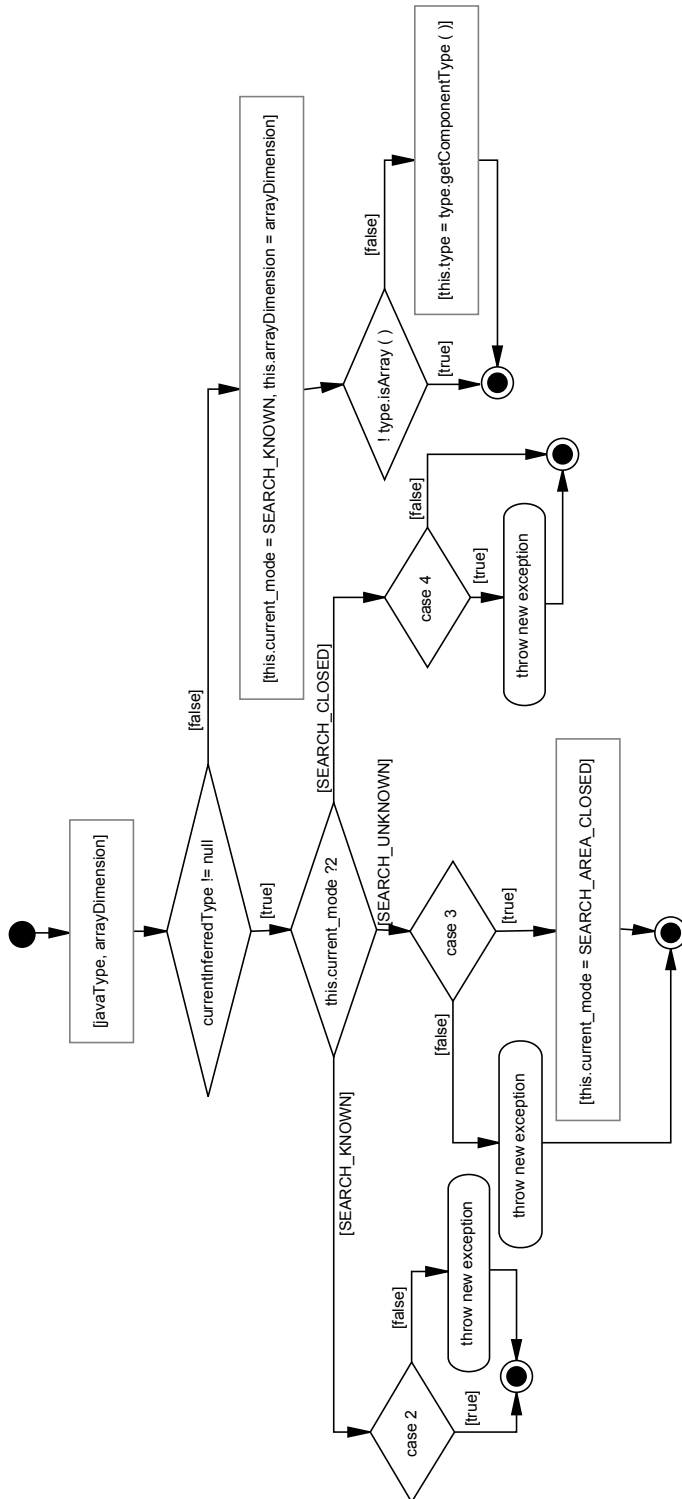 [javaType, arrayDimension]
currentInferredType != null
[false]
[true]
[this.current_mode = SEARCH_KNOWN, this.arrayDimension = arrayDimension]
! type.isArray ( )
[false]
[true]
[this.type = type.getComponentType ( )]
this.current_mode ?2
[SEARCH_CLOSED]
[SEARCH_UNKNOWN]
[SEARCH_KNOWN]
case 4
[false]
[true]
throw new exception
case 3
[true]
[false]
[this.current_mode = SEARCH_AREA_CLOSED]
throw new exception
case 2
[false]
[true]
throw new exception